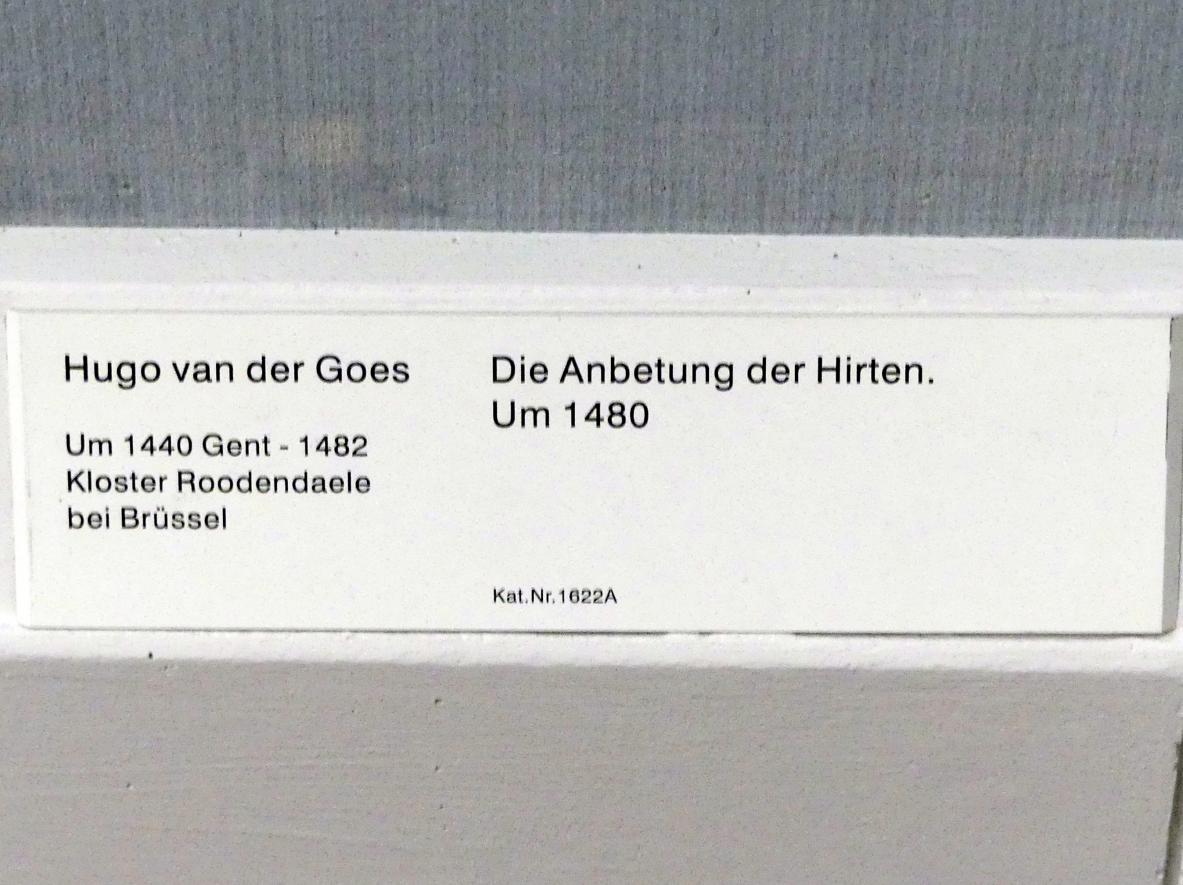 Hugo van der Goes
Um 1440 Gent - 1482
Kloster Roodendaele
bei Brüssel
Die Anbetung der Hirten.
Um 1480
Kat.Nr.1622A